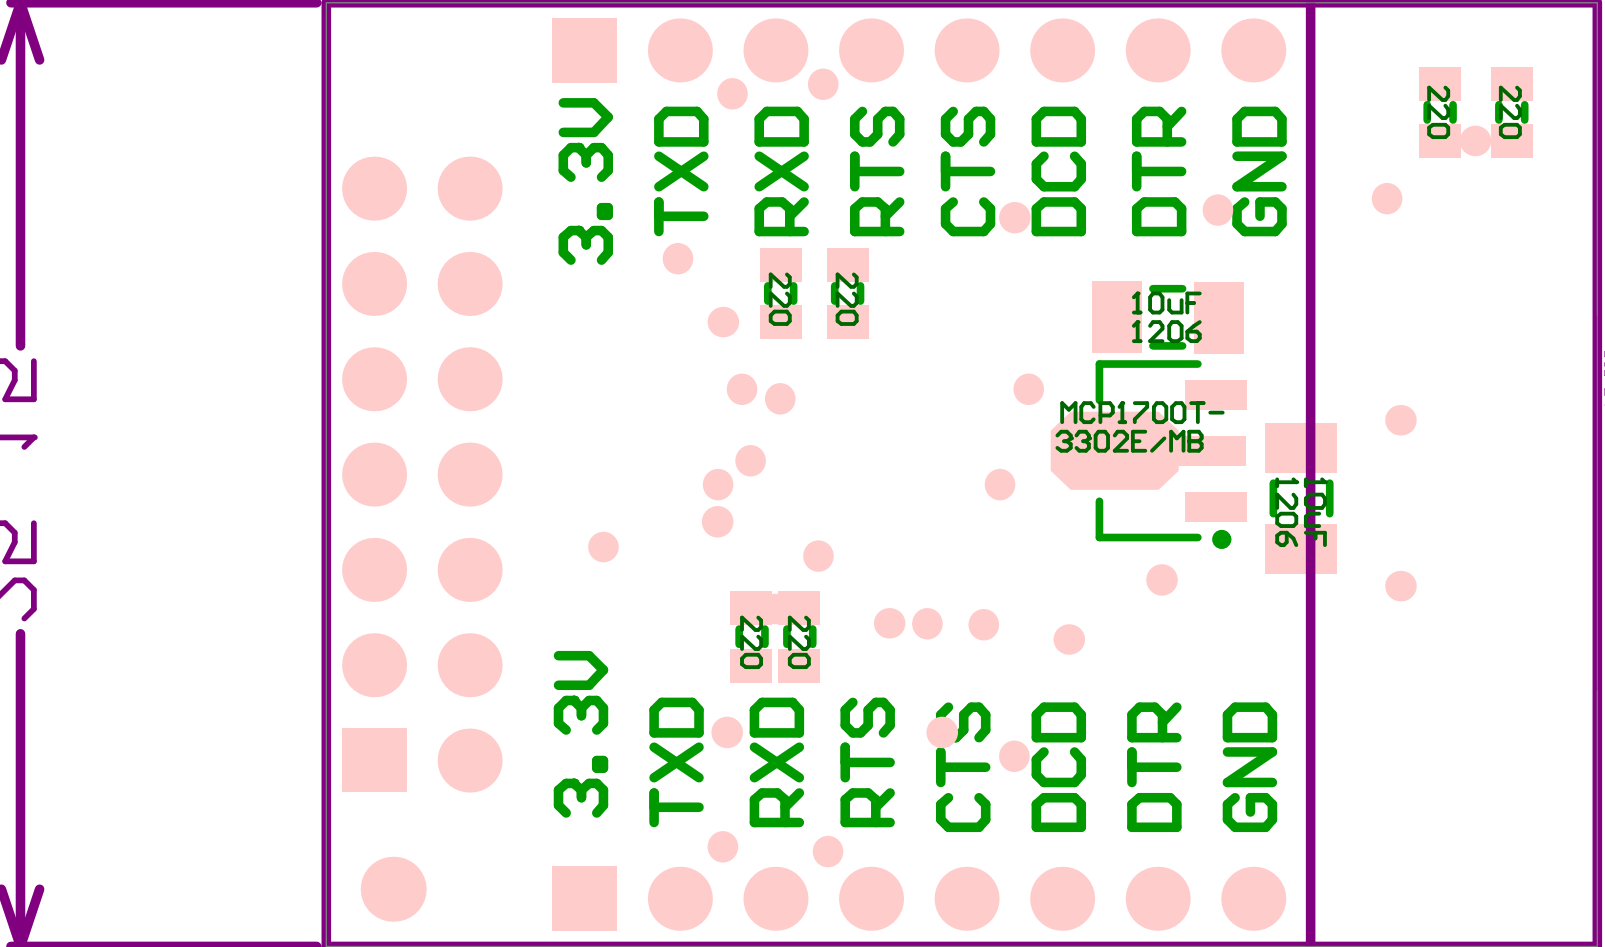 3.3V
TXD
RXD
RTS
CTS
DCD
DTR
GND
220
220
220
220
10uF
1206
MCP1700T-
3302E/MB
10uF
1206
220
220
3.3V
TXD
RXD
RTS
CTS
DCD
DTR
GND